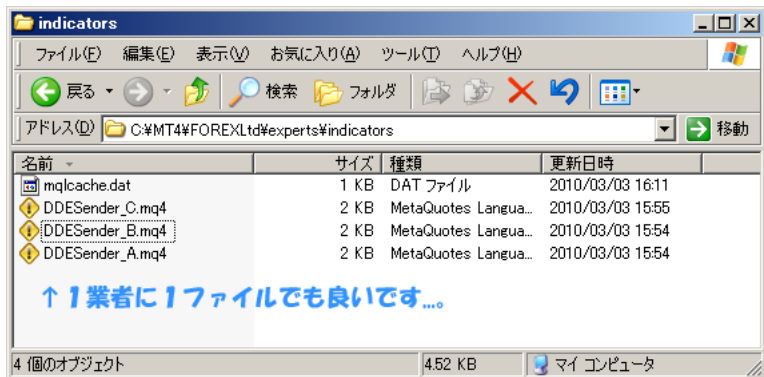 indicators
ファイル(F) 編集(E) 表示(V) お気に入り(A) ツール(T) ヘルプ(H)
戻る 検索 フォルダ
アドレス(D) C:¥MT4¥FOREXLtd¥experts¥indicators 移動
名前 サイズ 種類 更新日時
mqlcache.dat 1 KB DAT ファイル 2010/03/03 16:11
DDESender_C.mq4 2 KB MetaQuotes Langua... 2010/03/03 15:55
DDESender_B.mq4 2 KB MetaQuotes Langua... 2010/03/03 15:54
DDESender_A.mq4 2 KB MetaQuotes Langua... 2010/03/03 15:54
↑1業者に1ファイルでも良いです...。
4 個のオブジェクト 4.52 KB マイ コンピュータ